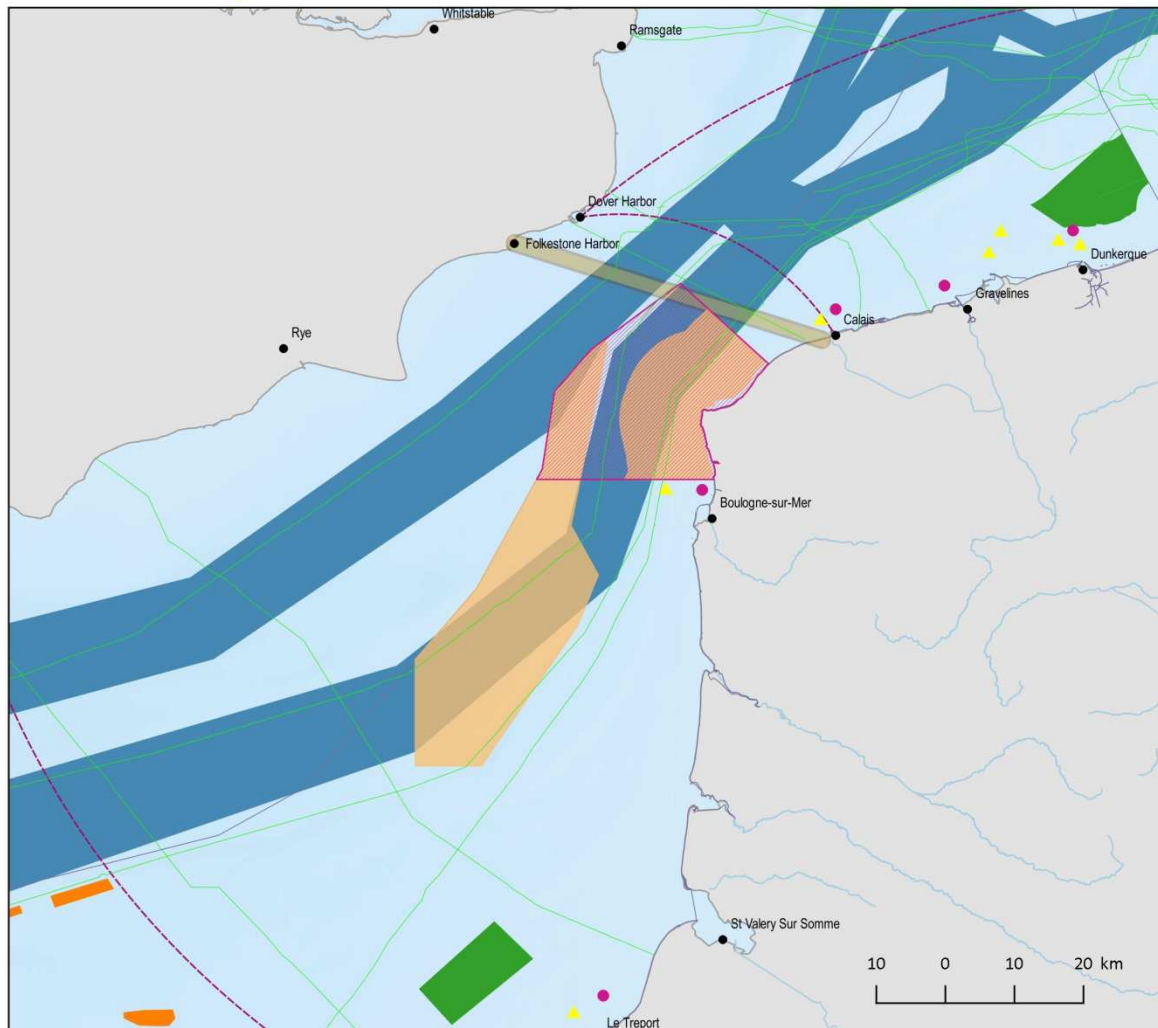 Whitstable
Ramsgate
Dover Harbor
Folkestone Harbor
Dunkerque
Gravelines
Calais
Rye
Boulogne-sur-Mer
St Valery Sur Somme
10 0 10 20 km
Le Treport